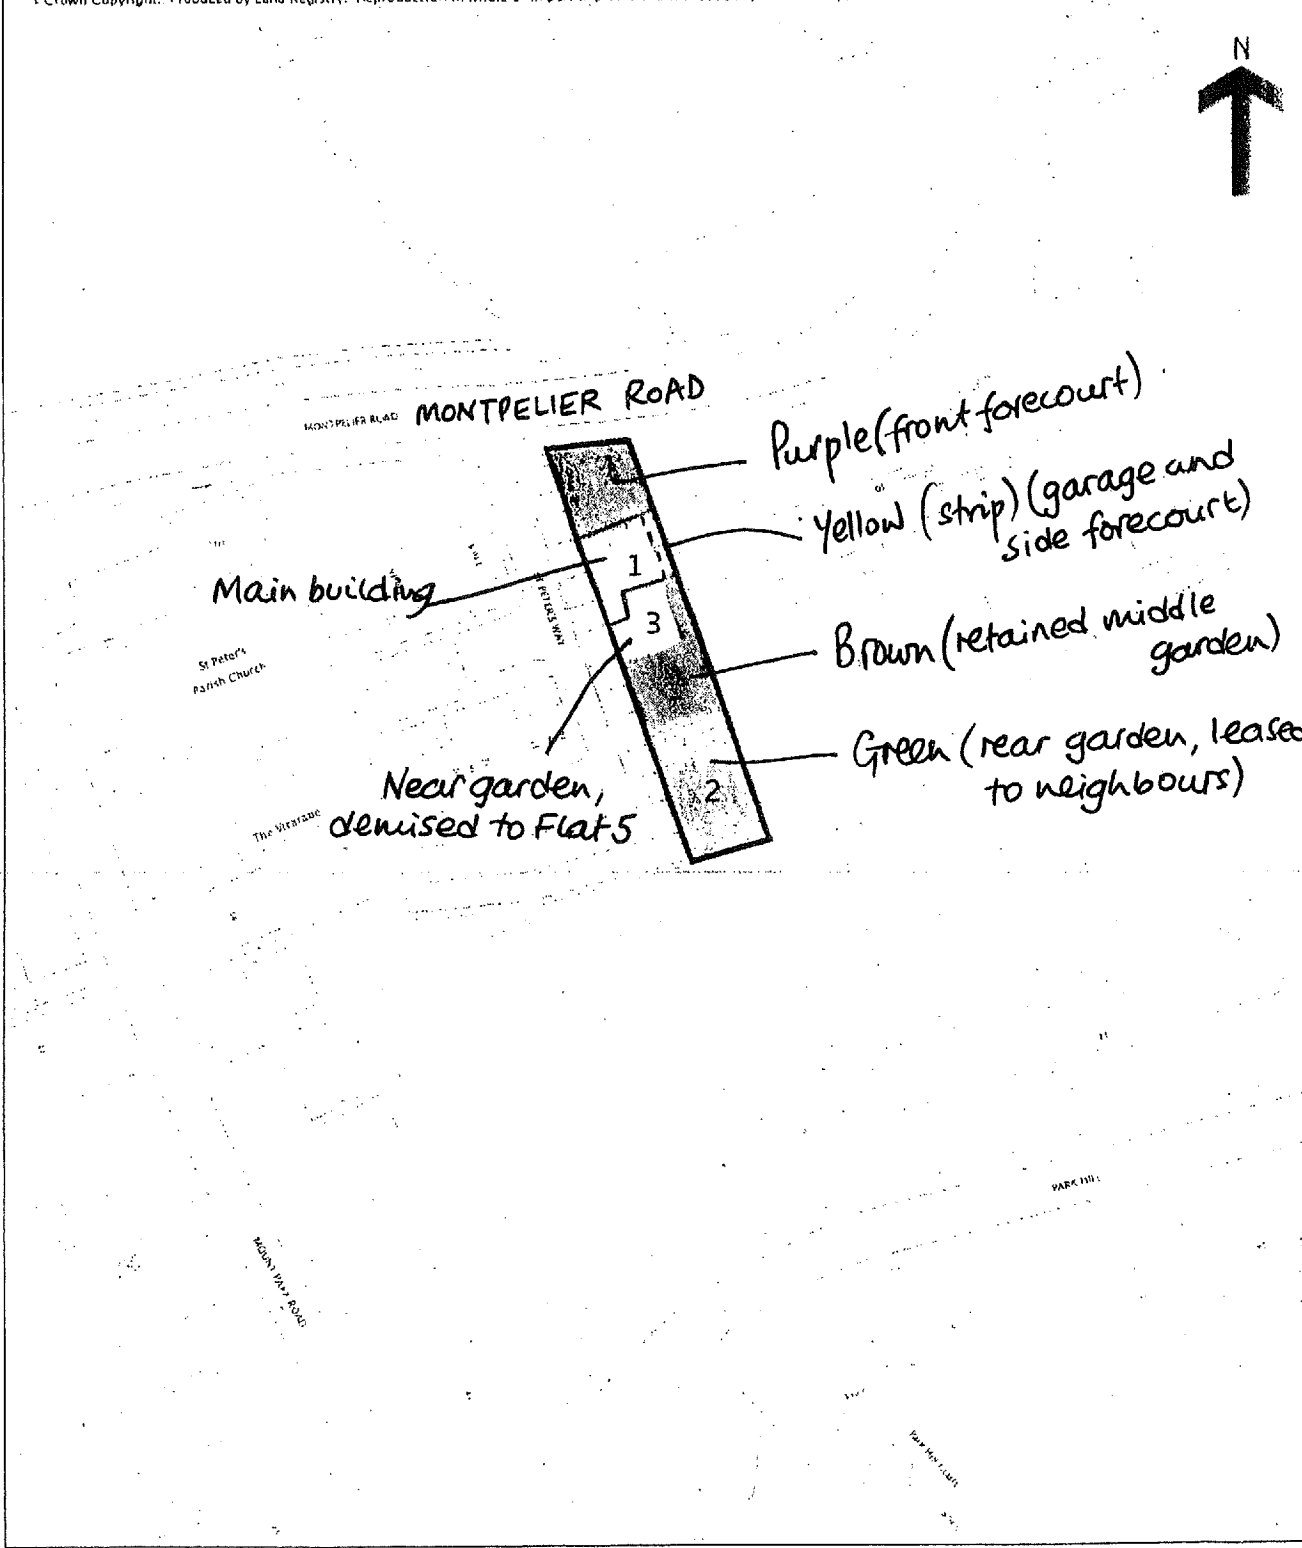 N
MONTPELIER ROAD MONTPELIER ROAD
Purple (front forecourt)
Yellow (strip) (garage and
side forecourt)
Main building
1
ST PETER'S WAY
3
Brown (retained middle
garden)
St Peter's
Parish Church
Green (rear garden, leased
to neighbours)
2
Near garden,
demised to Flat 5
The Vicarage
PARK HILL
MOUNT PARK ROAD